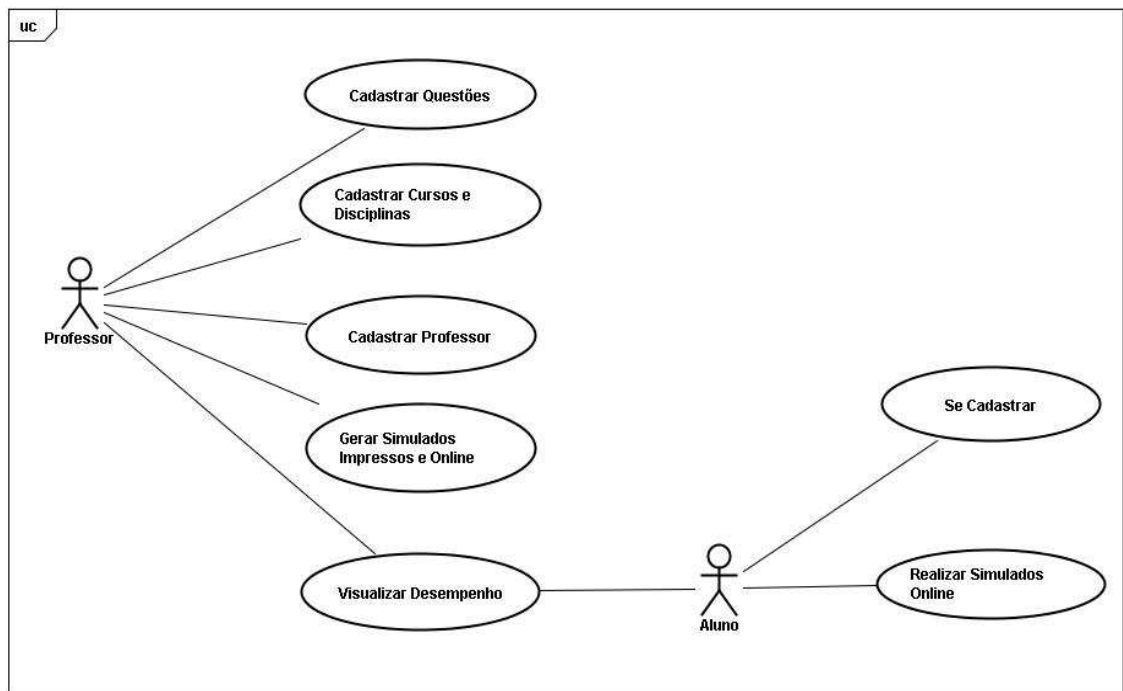 uc
Cadastrar Questões
Cadastrar Cursos e
Disciplinas
Professor
Cadastrar Professor
Gerar Simulados
Impressos e Online
Se Cadastrar
Visualizar Desempenho
Aluno
Realizar Simulados
Online